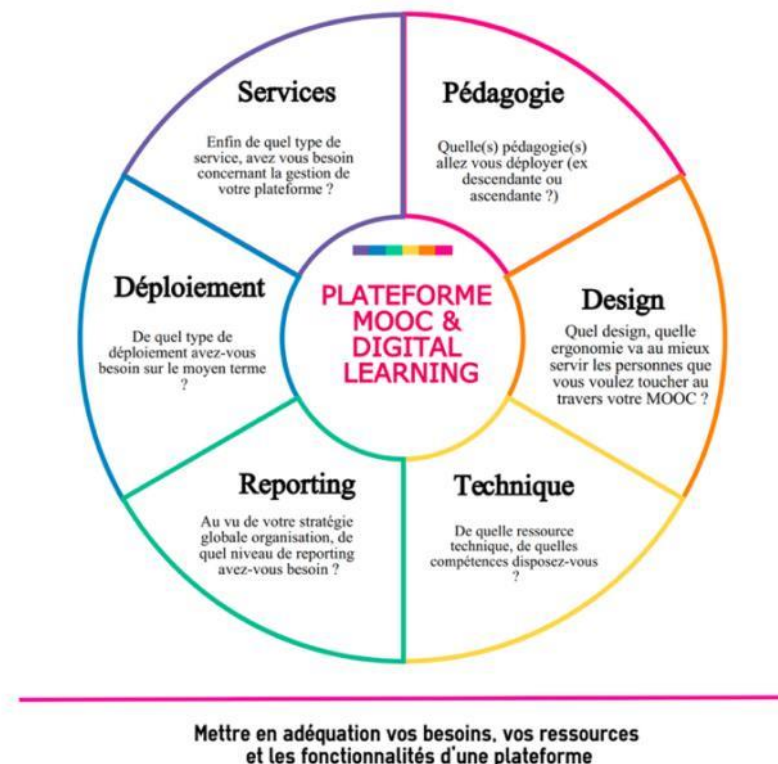 Services
Enfin de quel type de
service, avez vous besoin
concernant la gestion de
votre plateforme ?
Pédagogie
Quelle(s) pédagogie(s)
allez vous déployer (ex
descendante ou
ascendante ?)
Déploiement
De quel type de
déploiement avez-vous
besoin sur le moyen terme
?
PLATEFORME
MOOC &
DIGITAL
LEARNING
Design
Quel design, quelle
ergonomie va au mieux
servir les personnes que
vous voulez toucher au
travers votre MOOC ?
Reporting
Au vu de votre stratégie
globale organisation, de
quel niveau de reporting
avez-vous besoin ?
Technique
De quelle ressource
technique, de quelles
compétences disposez-vous
?
Mettre en adéquation vos besoins, vos ressources
et les fonctionnalités d'une plateforme